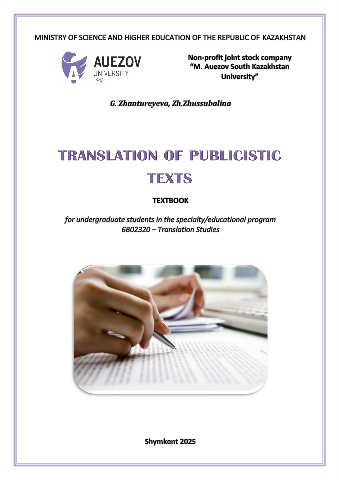 MINISTRY OF SCIENCE AND HIGHER EDUCATION OF THE REPUBLIC OF KAZAKHSTAN
AUEZOV
UNIVERSITY
Non-profit joint stock company
"M. Auezov South Kazakhstan
University"
G. Zhantureyeva, Zh.Zhussubalina
TRANSLATION OF PUBLICISTIC
TEXTS
TEXTBOOK
for undergraduate students in the specialty/educational program
6B02320 – Translation Studies
Shymkent 2025